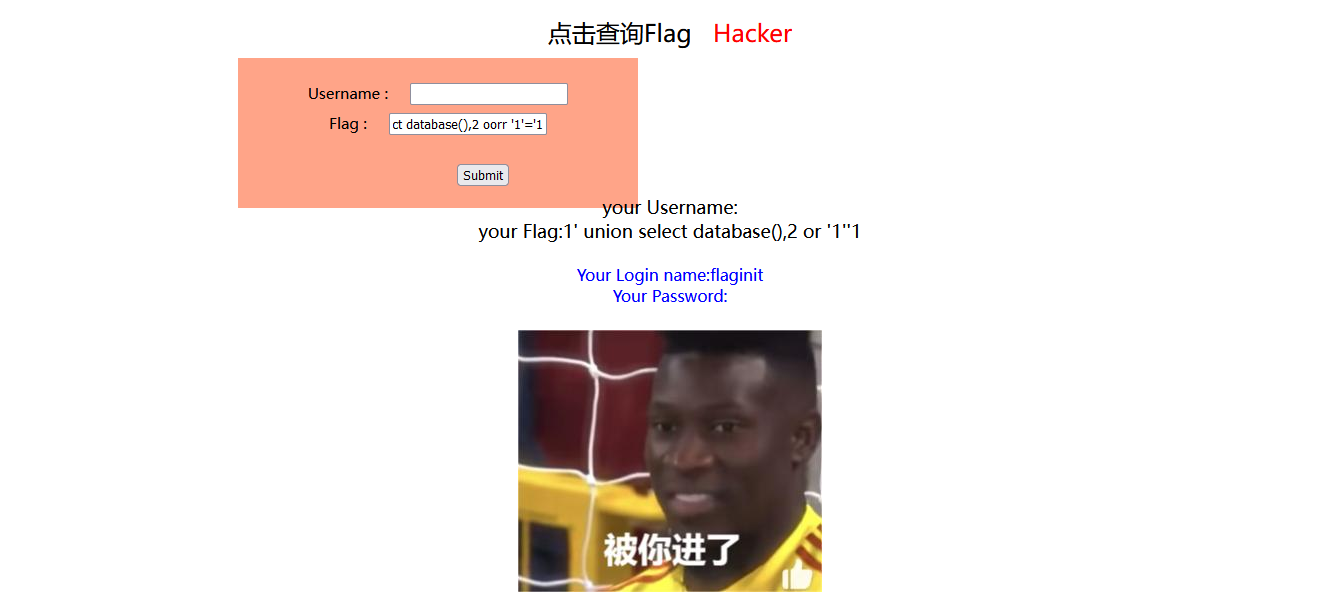 点击查询Flag Hacker
Username :
Flag : ct database(),2 oorr '1'='1
Submit
your Username:
your Flag:1' union select database(),2 or '1''1
Your Login name:flaginit
Your Password:
被你进了